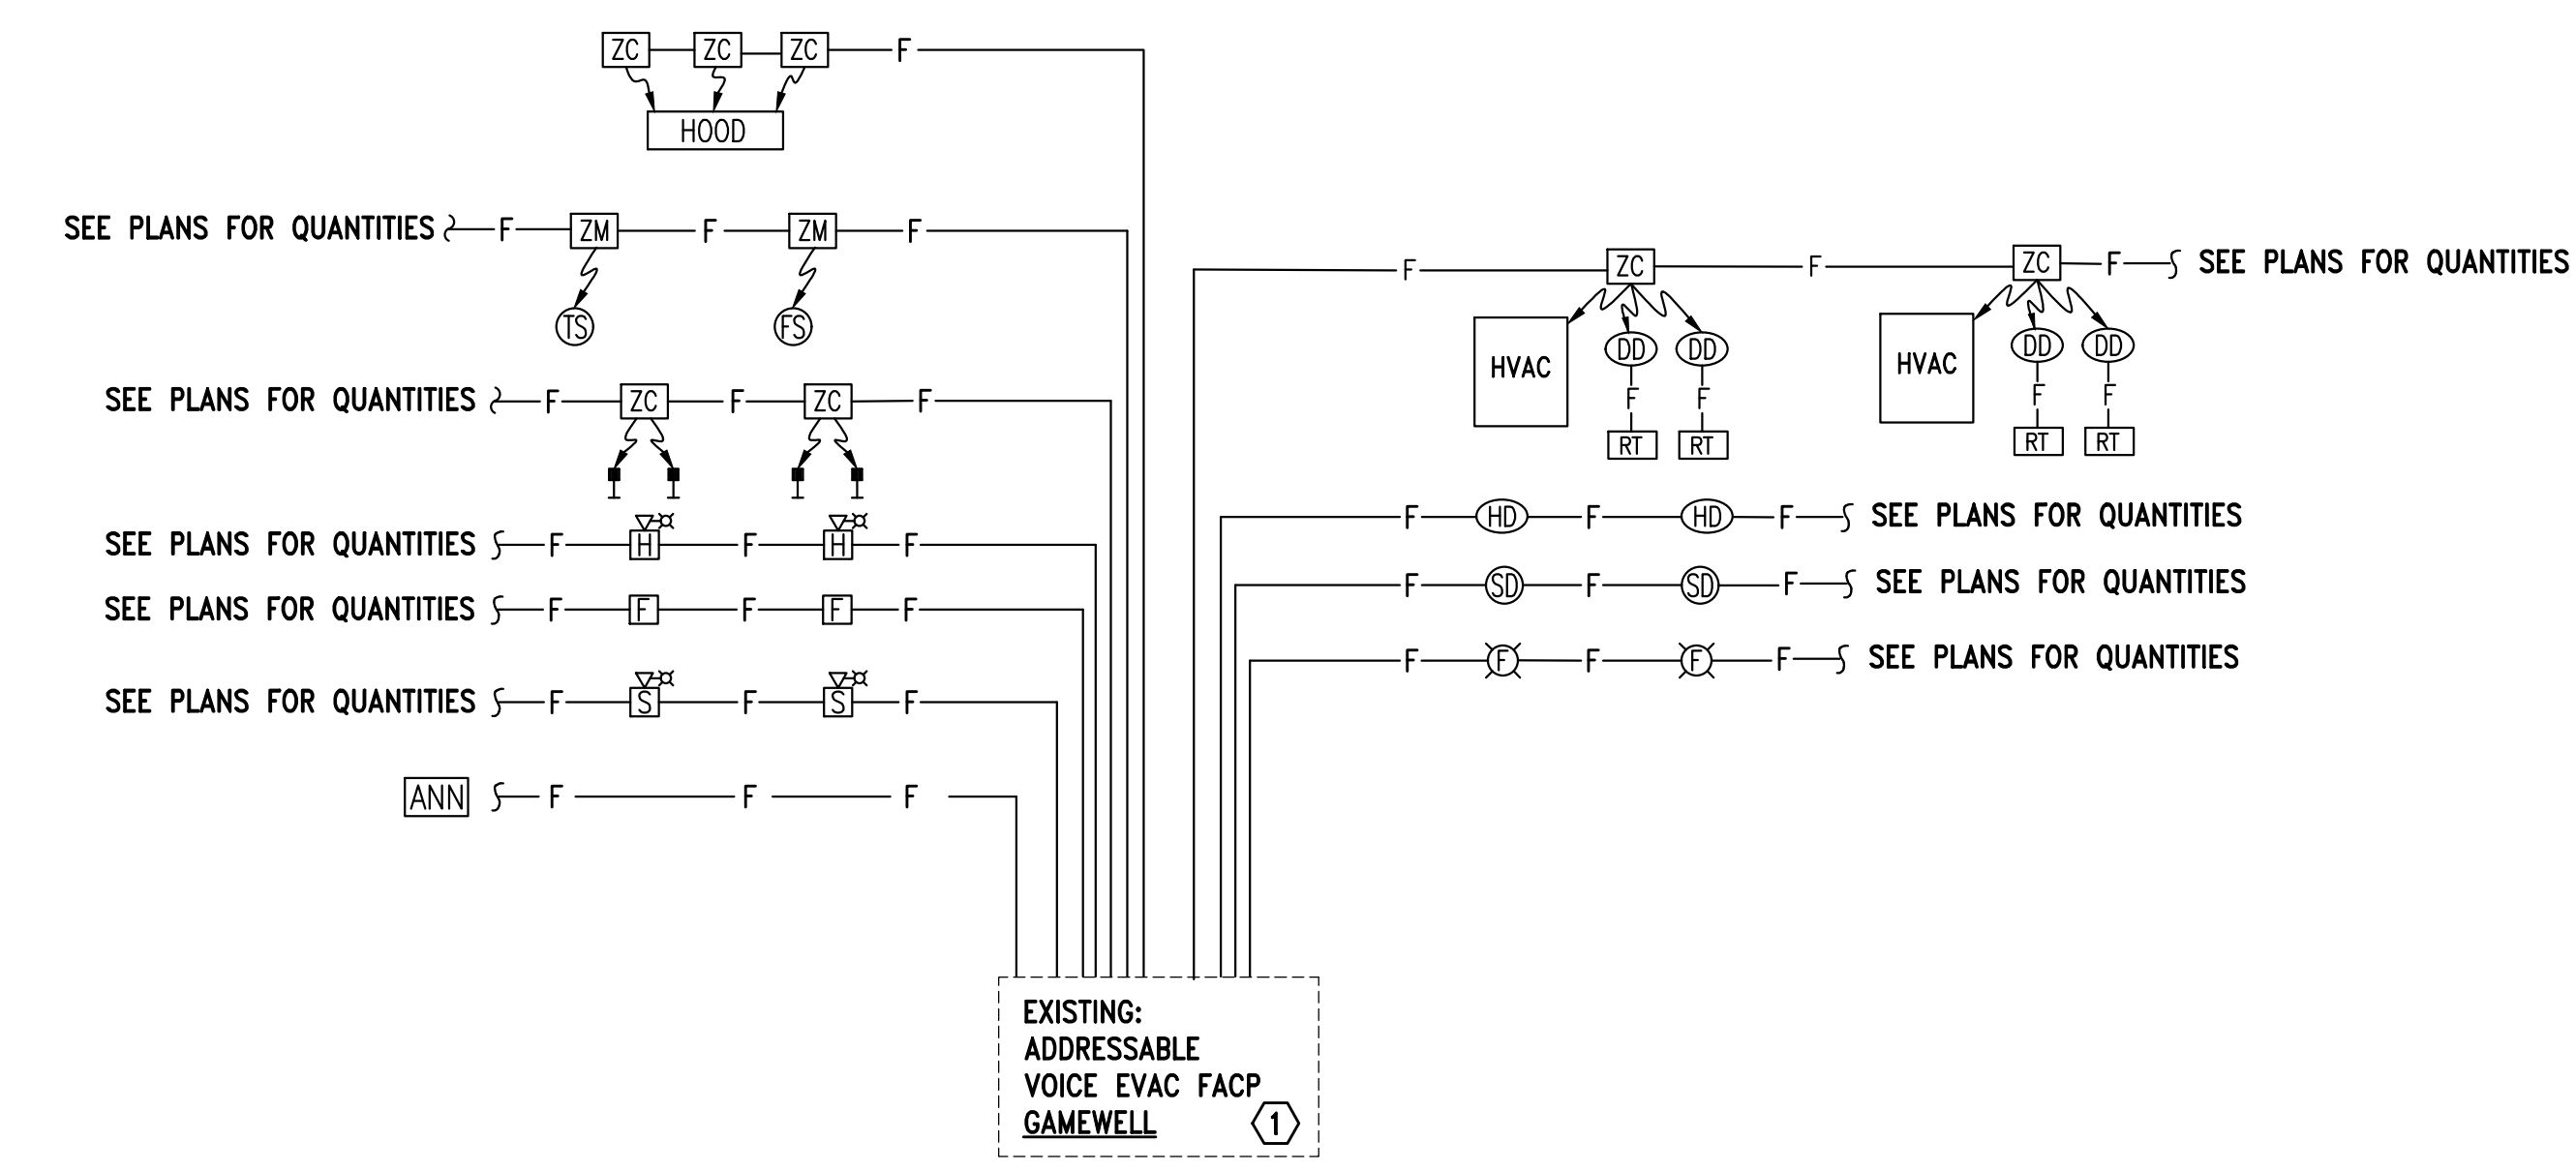 ZC ZC ZC F
HOOD
SEE PLANS FOR QUANTITIES F ZM F ZM F
TS FS
SEE PLANS FOR QUANTITIES F ZC F ZC F
SEE PLANS FOR QUANTITIES F H F H F
SEE PLANS FOR QUANTITIES F F F F F
SEE PLANS FOR QUANTITIES F S F S F
ANN F F F
F ZC F ZC F SEE PLANS FOR QUANTITIES
HVAC DD DD HVAC DD DD
F F F F
RT RT RT RT
F HD F HD F SEE PLANS FOR QUANTITIES
F SD F SD F SEE PLANS FOR QUANTITIES
F F F F F SEE PLANS FOR QUANTITIES
EXISTING:
ADDRESSABLE
VOICE EVAC FACP
GAMEWELL 1